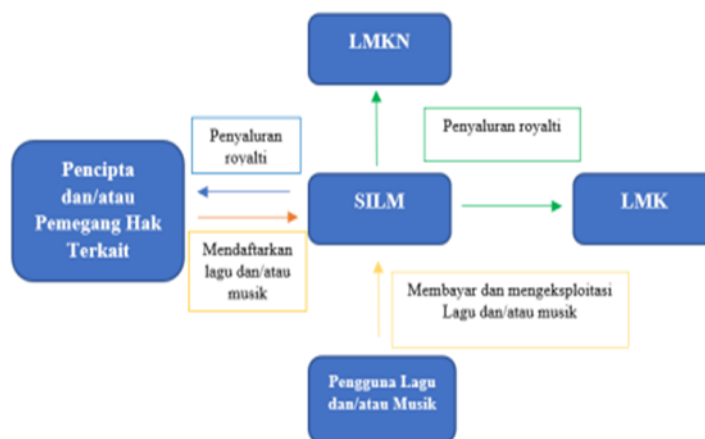 LMKN
Penyaluran
royalti
Penyaluran royalti
Pencipta
dan/atau
Pemegang Hak
Terkait
SILM
LMK
Mendaftarkan
lagu dan/atau
musik
Membayar dan mengeksploitasi
Lagu dan/atau musik
Pengguna Lagu
dan/atau Musik